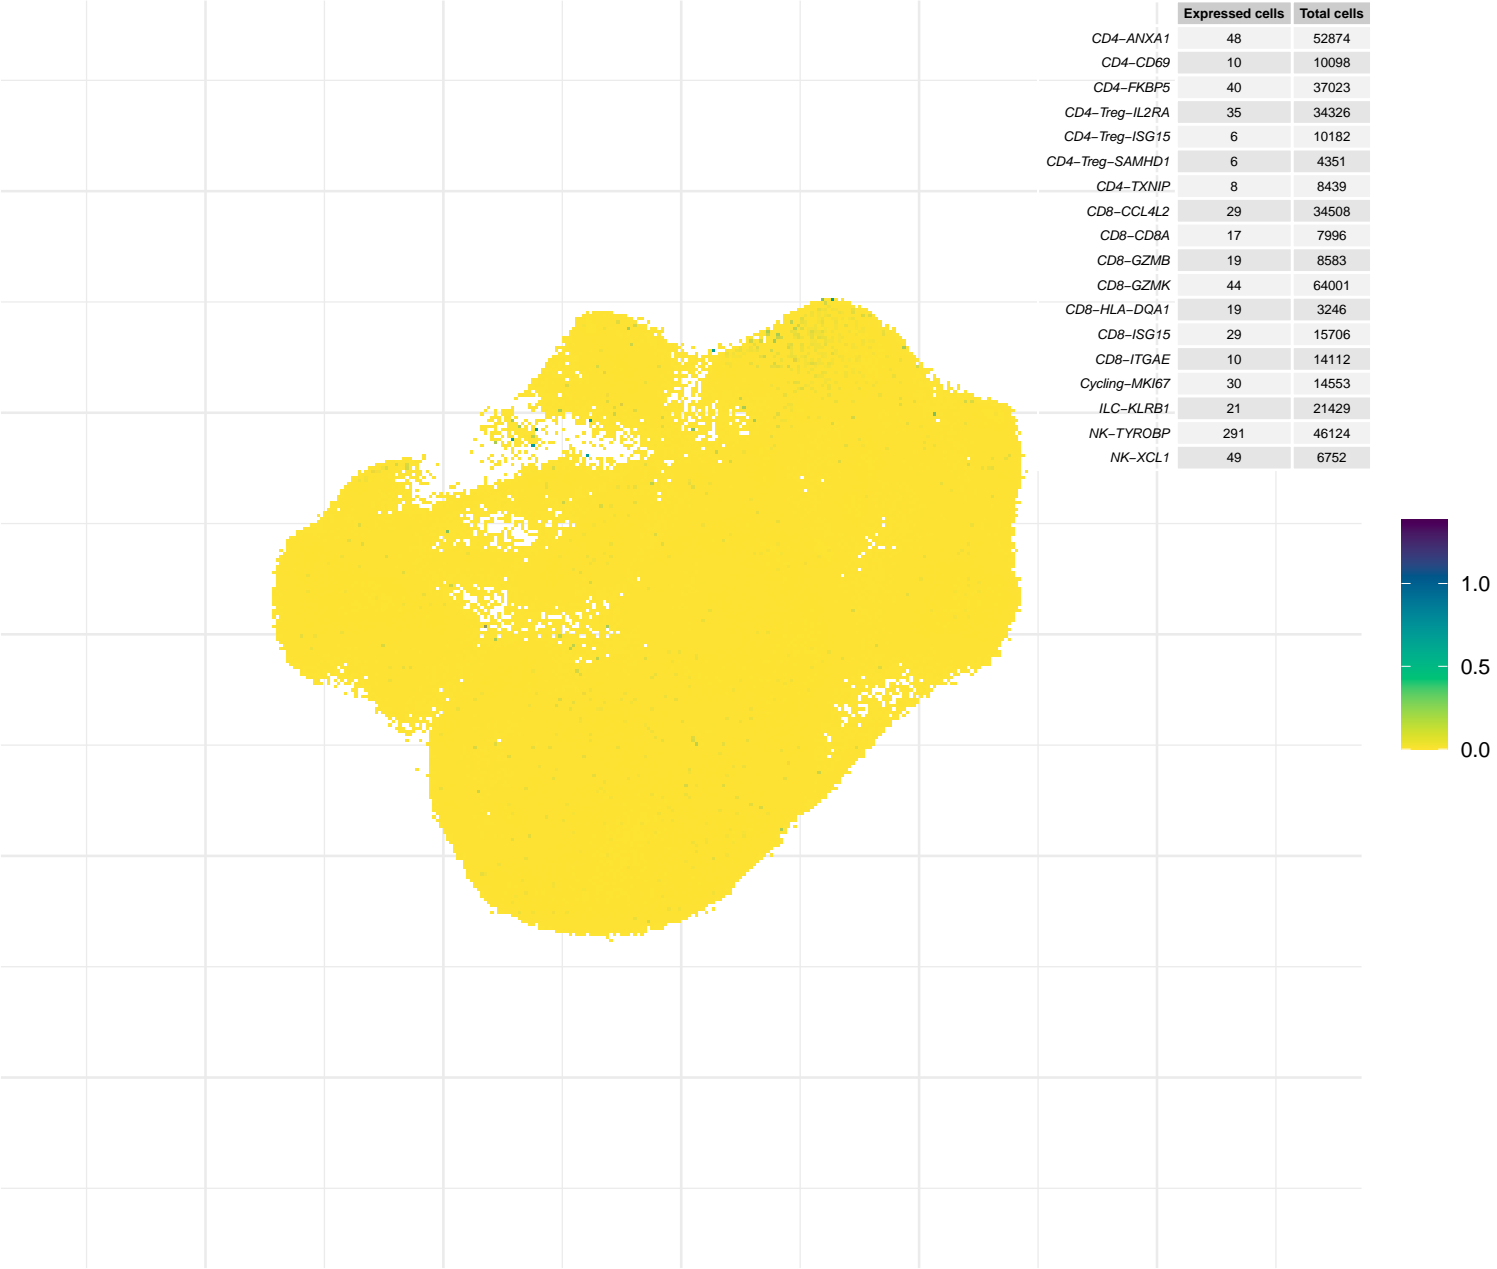 Expressed cells Total cells
CD4−ANXA1 48 52874
CD4−CD69 10 10098
CD4−FKBP5 40 37023
CD4−Treg−IL2RA 35 34326
CD4−Treg−ISG15 6 10182
CD4−Treg−SAMHD1 6 4351
CD4−TXNIP 8 8439
CD8−CCL4L2 29 34508
CD8−CD8A 17 7996
CD8−GZMB 19 8583
CD8−GZMK 44 64001
CD8−HLA−DQA1 19 3246
CD8−ISG15 29 15706
CD8−ITGAE 10 14112
Cycling−MKI67 30 14553
ILC−KLRB1 21 21429
NK−TYROBP 291 46124
NK−XCL1 49 6752
1.0
0.5
0.0